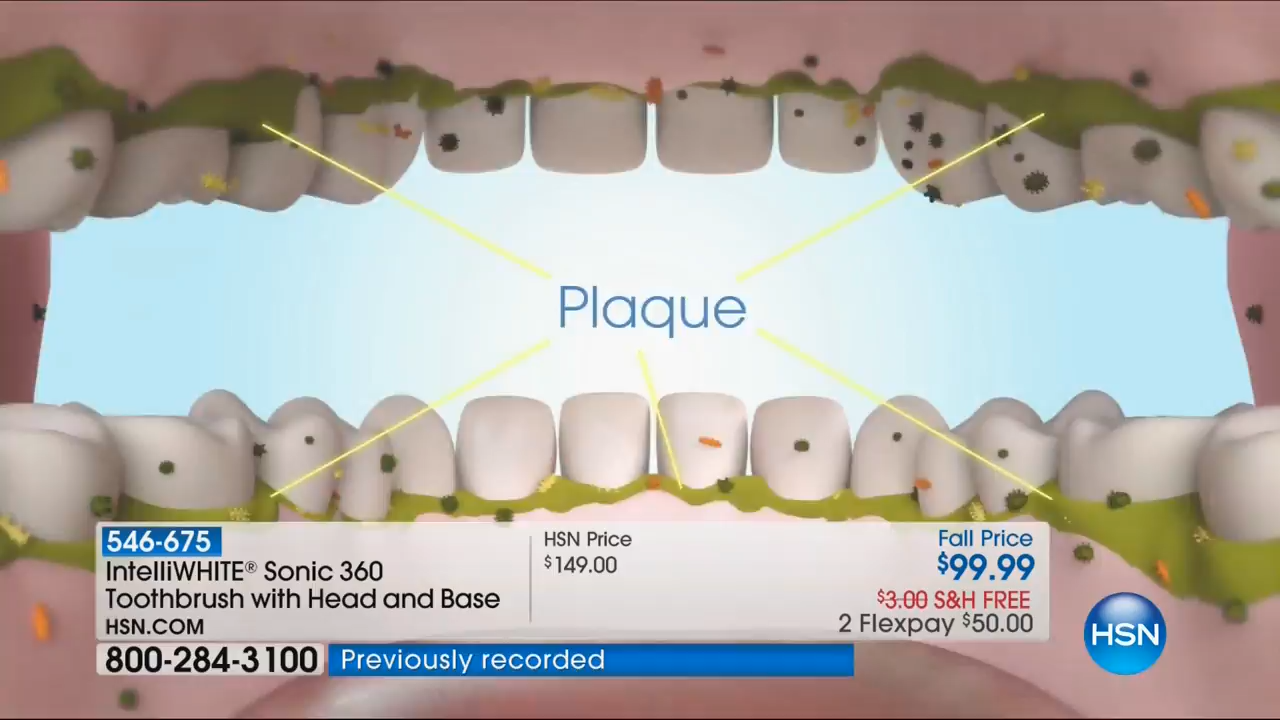 Plaque
546-675
IntelliWHITE® Sonic 360
Toothbrush with Head and Base
HSN.COM
HSN Price
$149.00
Fall Price
$99.99
$3.00 S&H FREE
2 Flexpay $50.00
HSN
800-284-3100
Previously recorded